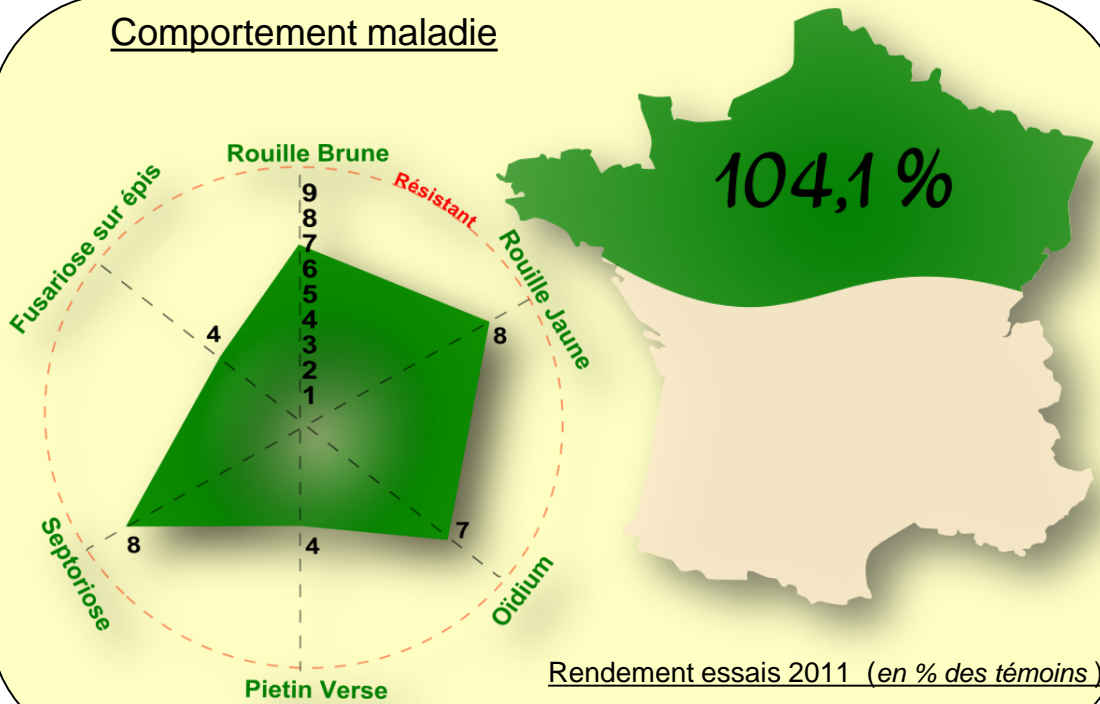 Comportement maladie
Rouille Brune
Résistant
Fusariose sur épis
Rouille Jaune
9
8
7
6
5
4
3
2
1
4
8
104,1 %
Septoriose
8
4
7
Oïdium
Pietin Verse
Rendement essais 2011 (en % des témoins )